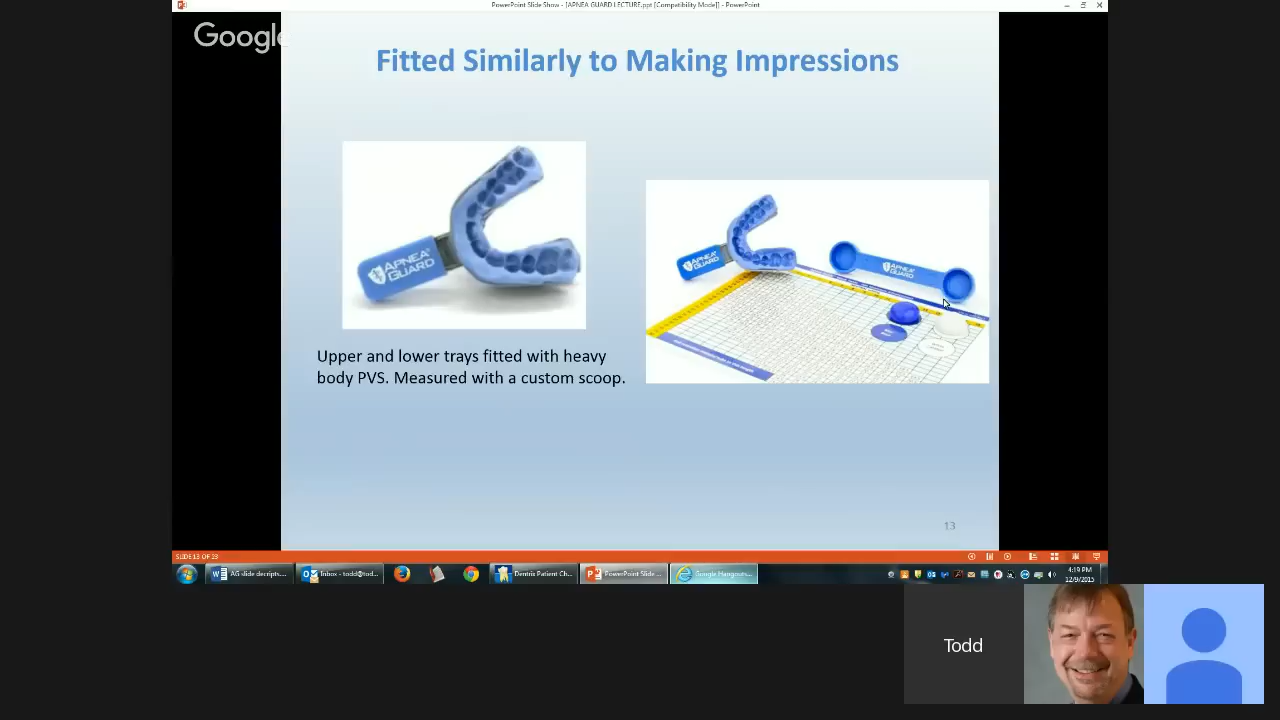 PowerPoint Slide Show - [APNEA GUARD LECTURE.ppt [Compatibility Mode]] - PowerPoint
Google
Fitted Similarly to Making Impressions
APNEA
GUARD
APNEA
GUARD
APNEA
GUARD
Upper and lower trays fitted with heavy
body PVS. Measured with a custom scoop.
13
SLIDE 13 OF 23
AG slide decripts....
Inbox - todd@tod...
Dentrix Patient Ch...
PowerPoint Slide ...
Google Hangouts...
4:19 PM
12/9/2015
Todd